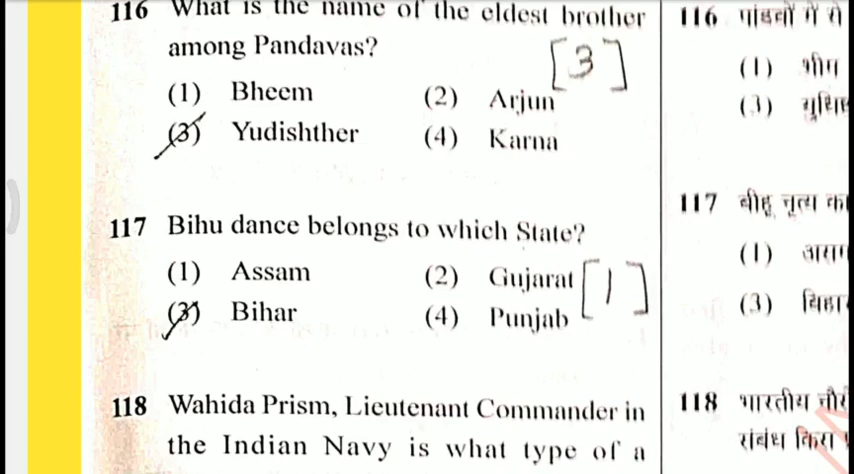 116 What is the name of the eldest brother
among Pandavas?
[3]
(1) Bheem (2) Arjun
(3) Yudishther (4) Karna
117 Bihu dance belongs to which State?
(1) Assam (2) Gujarat
[1]
(3) Bihar (4) Punjab
118 Wahida Prism, Lieutenant Commander in
the Indian Navy is what type of a
116 पांडवों में से
(1) भीम
(3)
117 बीहू नृत्य का
(1)
(3)
118 भारतीय
संबंध किस